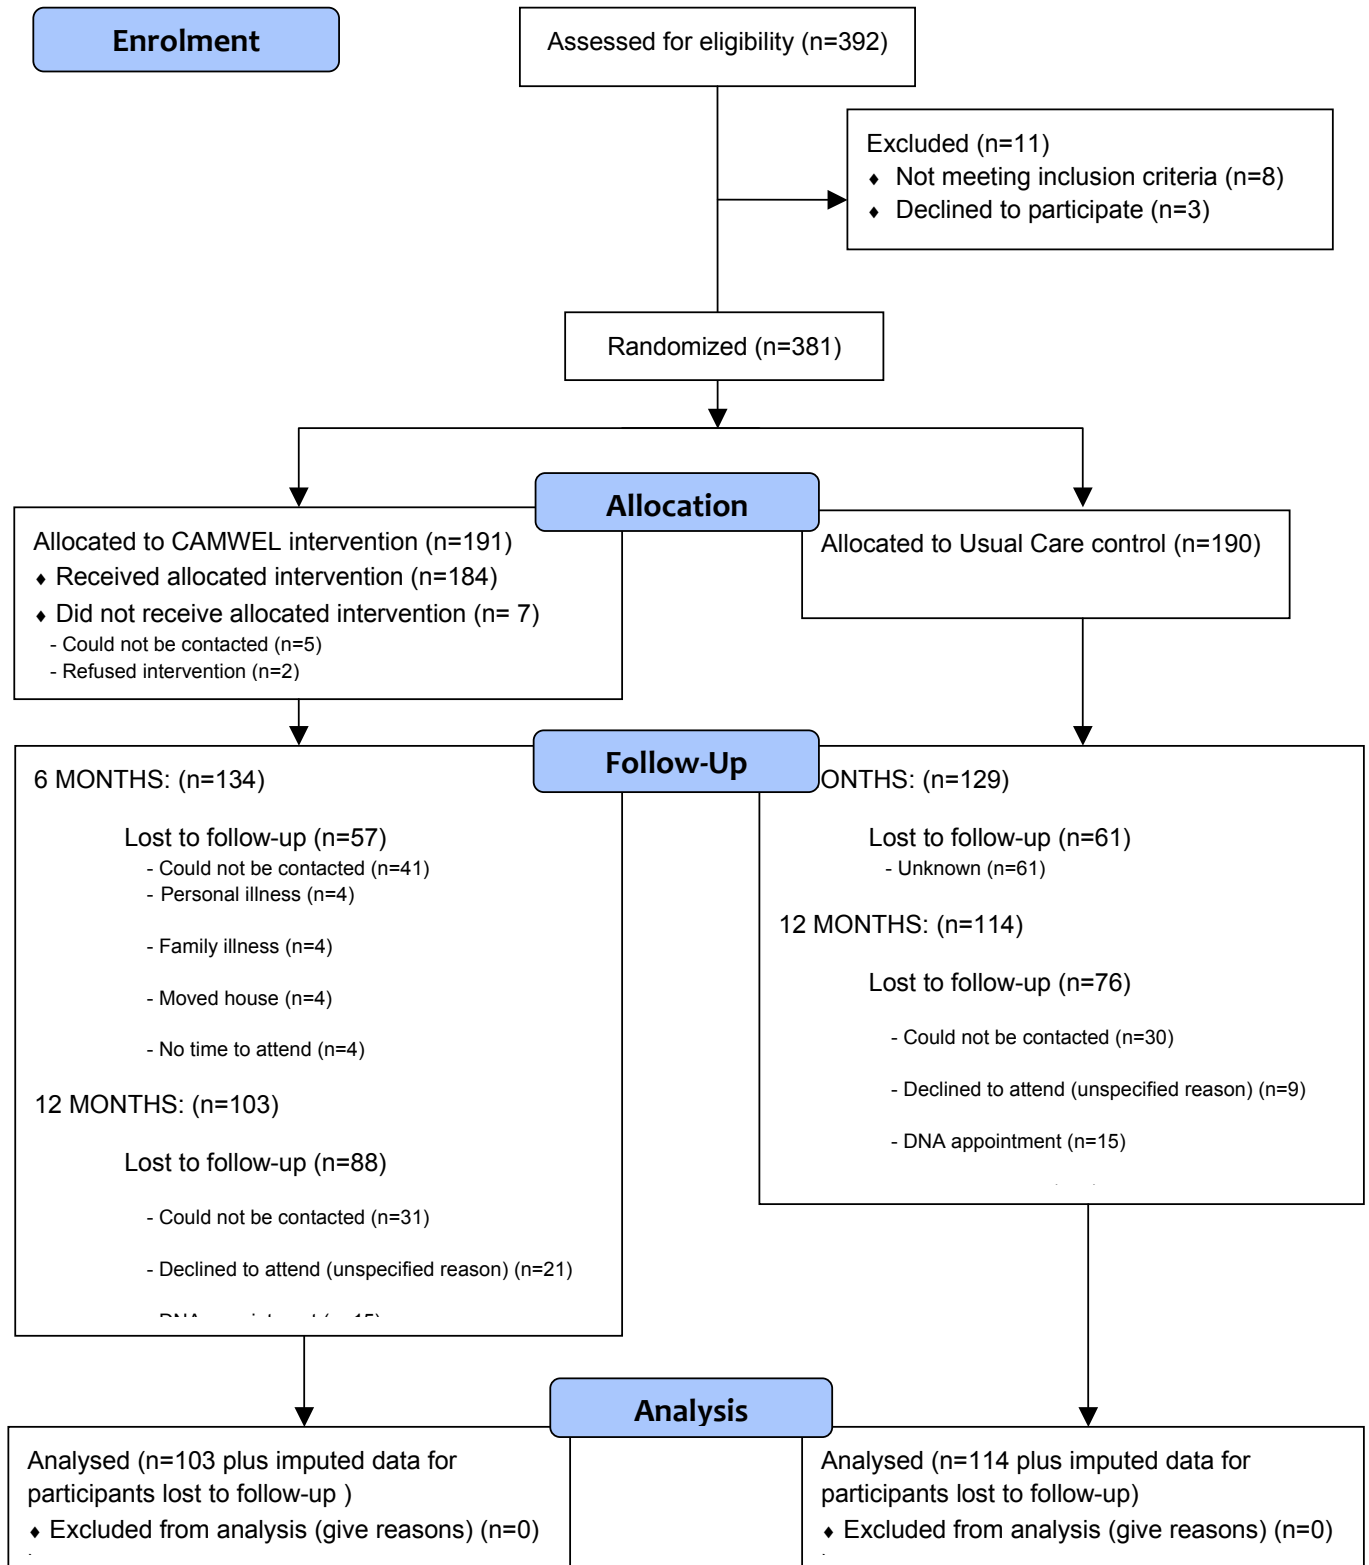 Enrolment
Assessed for eligibility (n=392)
Excluded (n=11)
♦ Not meeting inclusion criteria (n=8)
♦ Declined to participate (n=3)
Randomized (n=381)
Allocation
Allocated to CAMWEL intervention (n=191)
♦ Received allocated intervention (n=184)
♦ Did not receive allocated intervention (n= 7)
- Could not be contacted (n=5)
- Refused intervention (n=2)
Allocated to Usual Care control (n=190)
Follow-Up
6 MONTHS: (n=134)
Lost to follow-up (n=57)
- Could not be contacted (n=41)
- Personal illness (n=4)
- Family illness (n=4)
- Moved house (n=4)
- No time to attend (n=4)
12 MONTHS: (n=103)
Lost to follow-up (n=88)
- Could not be contacted (n=31)
- Declined to attend (unspecified reason) (n=21)
ONTHS: (n=129)
Lost to follow-up (n=61)
- Unknown (n=61)
12 MONTHS: (n=114)
Lost to follow-up (n=76)
- Could not be contacted (n=30)
- Declined to attend (unspecified reason) (n=9)
- DNA appointment (n=15)
Analysis
Analysed (n=103 plus imputed data for
participants lost to follow-up )
♦ Excluded from analysis (give reasons) (n=0)
Analysed (n=114 plus imputed data for
participants lost to follow-up)
♦ Excluded from analysis (give reasons) (n=0)